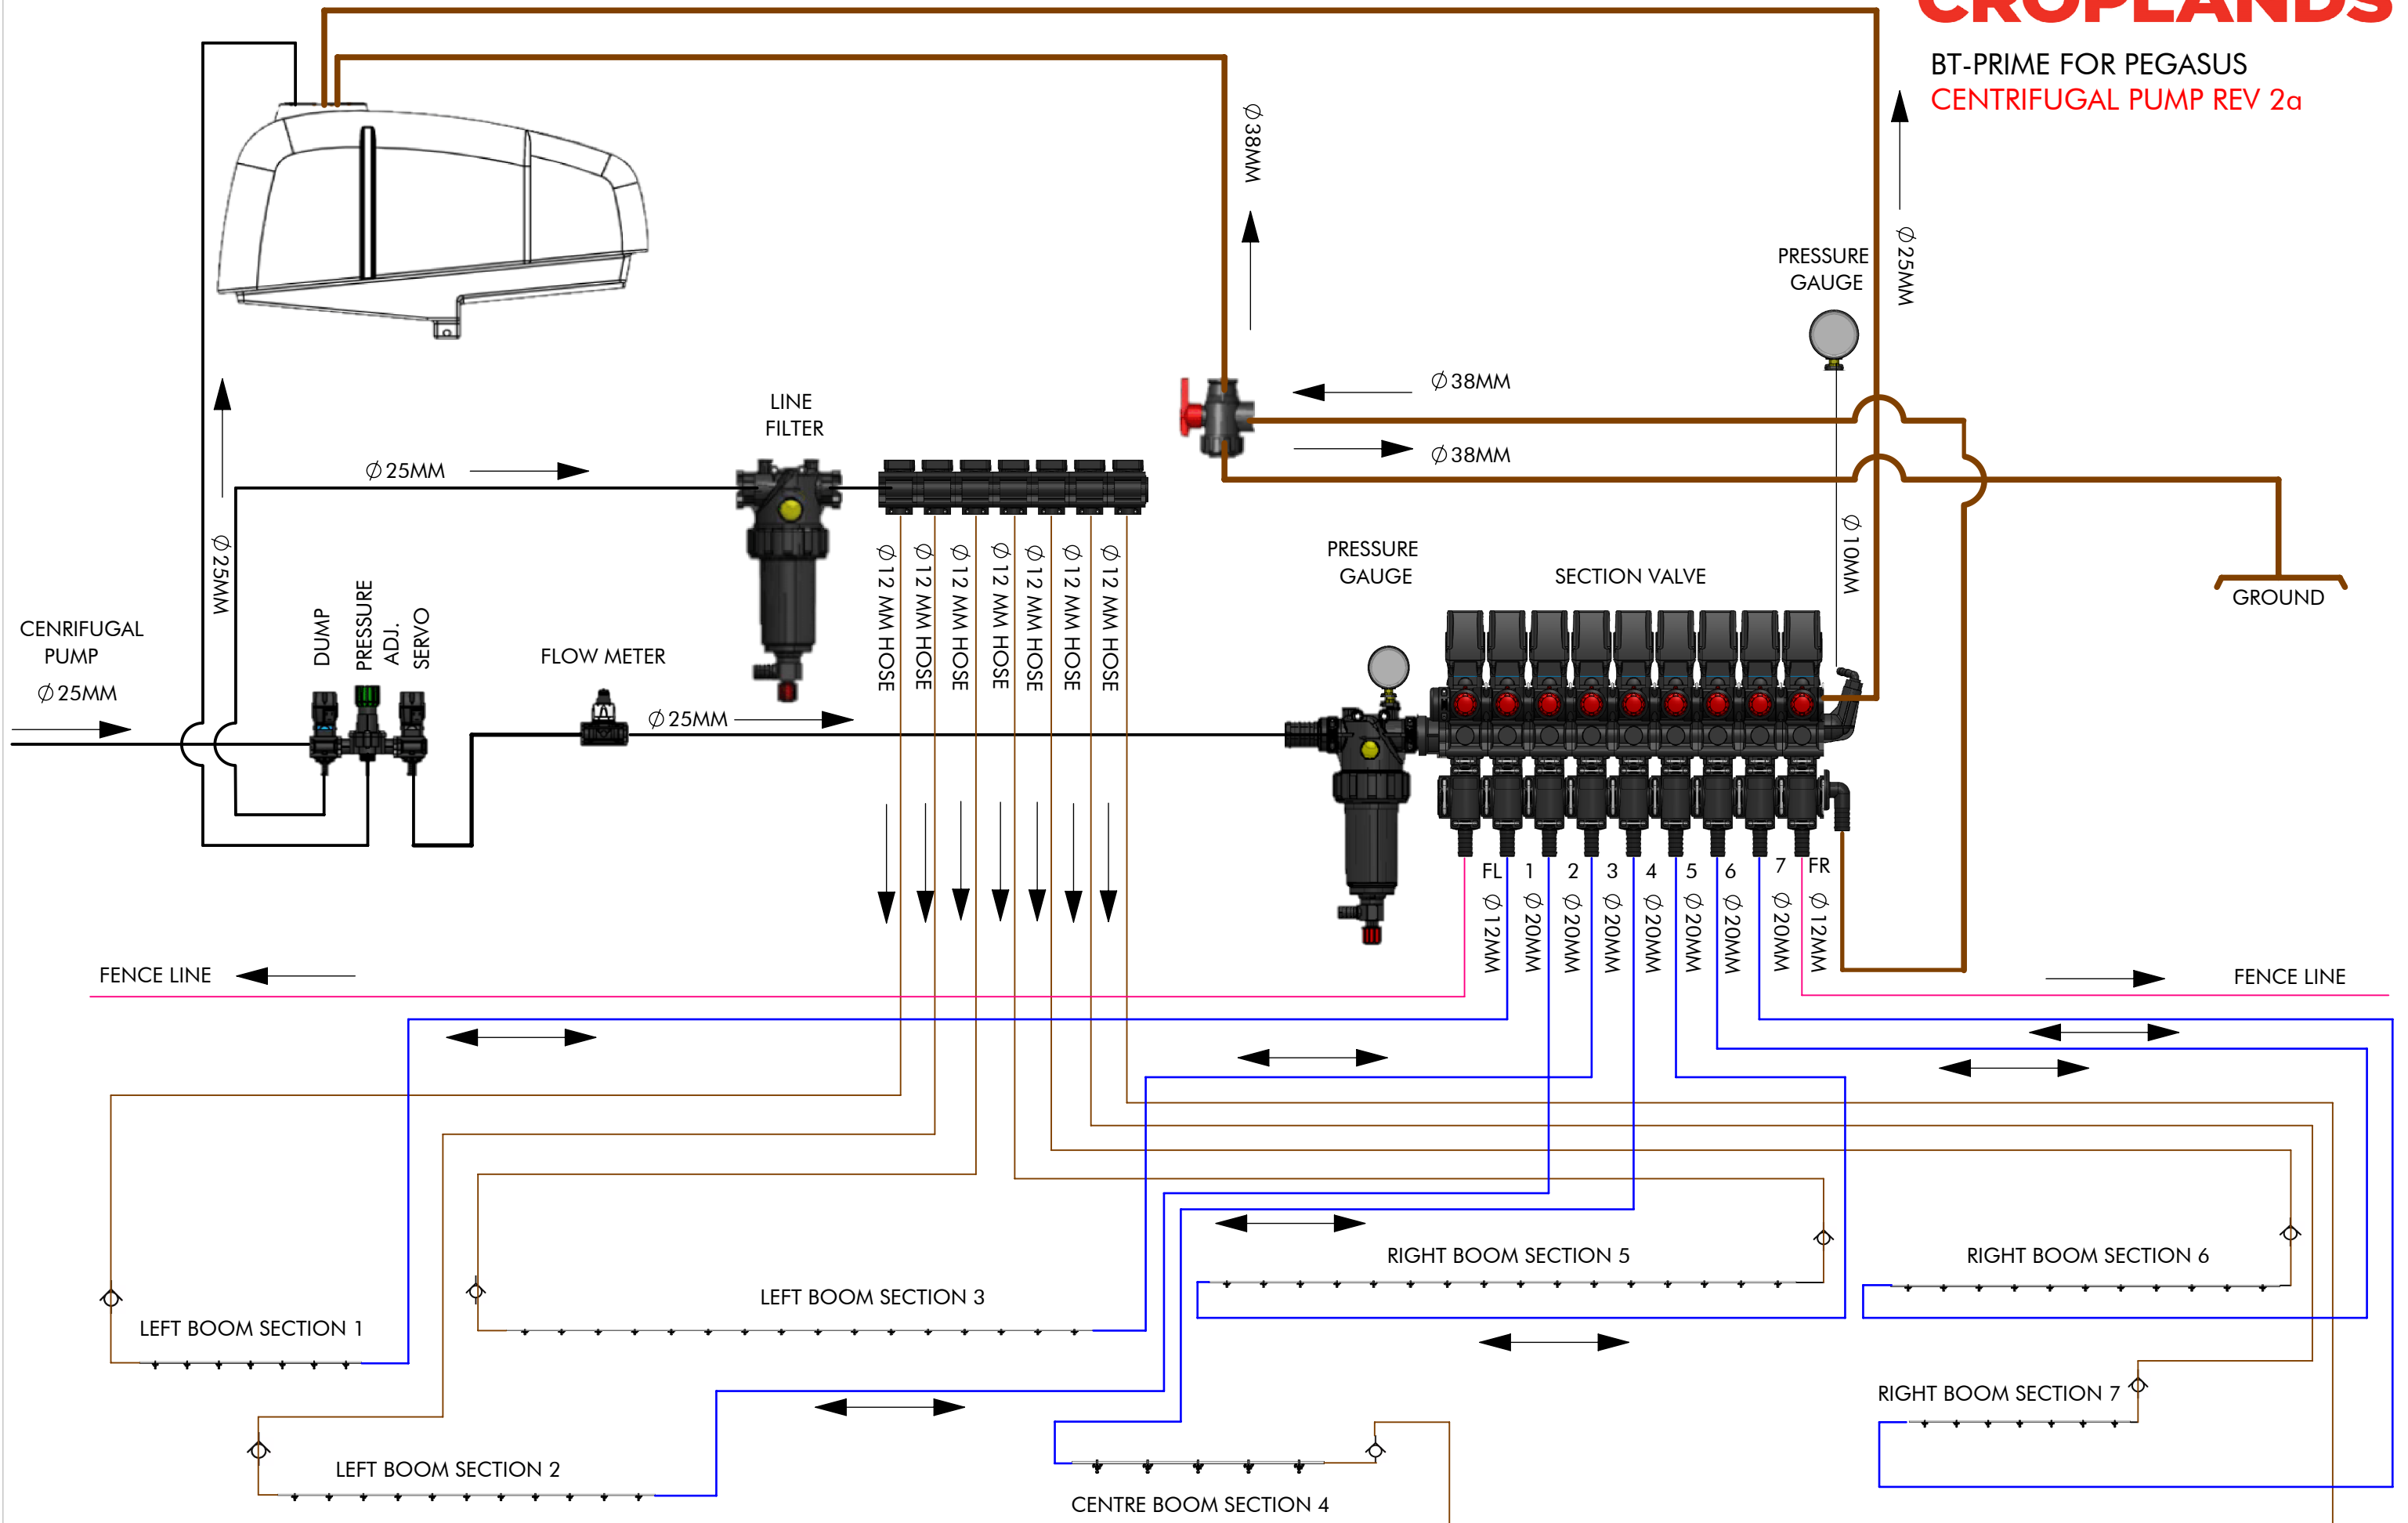 CROPLANDS
BT-PRIME FOR PEGASUS
CENTRIFUGAL PUMP REV 2a
Ø38MM
Ø25MM
PRESSURE
GAUGE
Ø38MM
Ø38MM
LINE
FILTER
Ø25MM
Ø25MM
Ø10MM
PRESSURE
GAUGE
SECTION VALVE
GROUND
CENRIFUGAL
PUMP
Ø25MM
DUMP
PRESSURE
ADJ.
SERVO
FLOW METER
Ø25MM
Ø12 MM HOSE
Ø12 MM HOSE
Ø12 MM HOSE
Ø12 MM HOSE
Ø12 MM HOSE
Ø12 MM HOSE
Ø12 MM HOSE
FL 1 2 3 4 5 6 7 FR
Ø12MM
Ø20MM
Ø20MM
Ø20MM
Ø20MM
Ø20MM
Ø20MM
Ø20MM
Ø12MM
FENCE LINE
FENCE LINE
RIGHT BOOM SECTION 5
RIGHT BOOM SECTION 6
LEFT BOOM SECTION 3
LEFT BOOM SECTION 1
RIGHT BOOM SECTION 7
LEFT BOOM SECTION 2
CENTRE BOOM SECTION 4